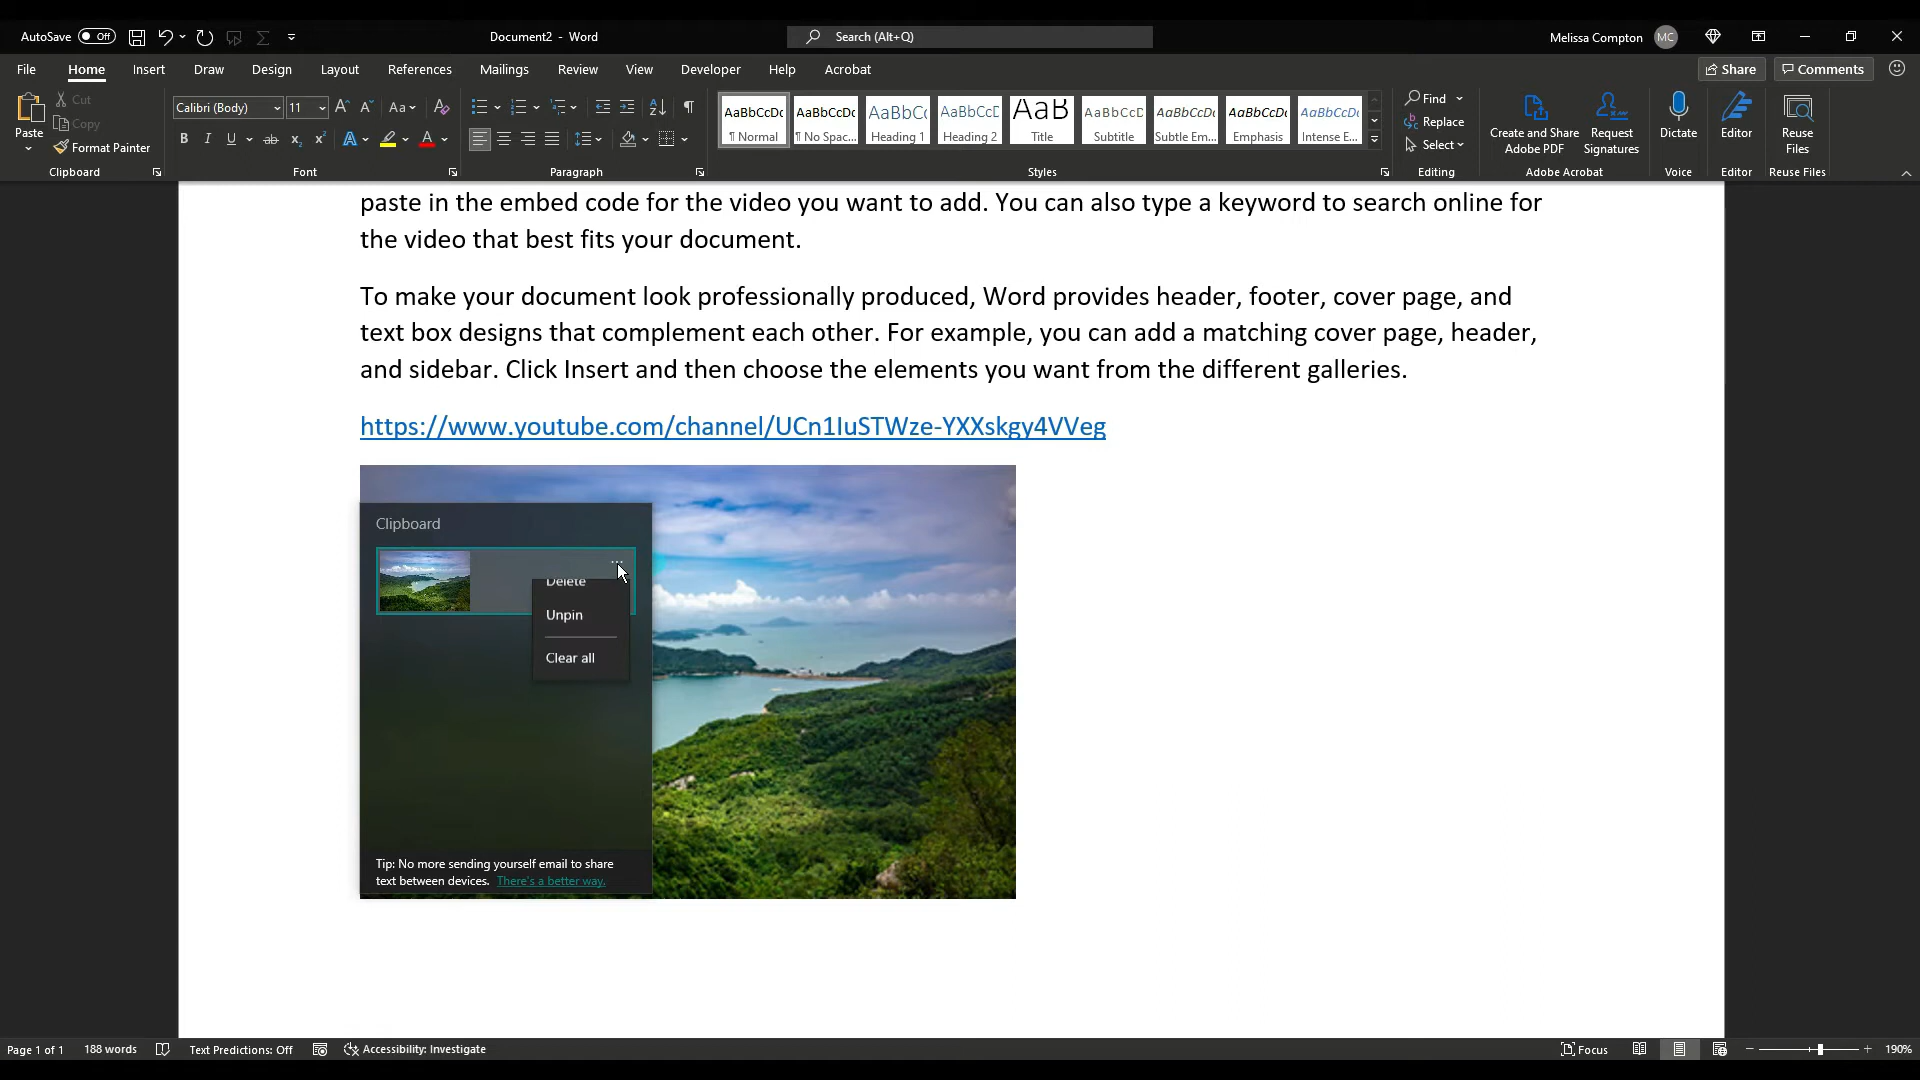 AutoSave Off Document2 - Word Search (Alt+Q) Melissa Compton MC
File Home Insert Draw Design Layout References Mailings Review View Developer Help Acrobat Share Comments
Paste Cut Copy Format Painter
Calibri (Body) 11 Aa
AaBbCcDc AaBbCcDc AaBbC( AaBbCcD AaB AaBbCcD AaBbCcDc AaBbCcDc AaBbCcDc
¶ Normal ¶ No Spac... Heading 1 Heading 2 Title Subtitle Subtle Em... Emphasis Intense E...
Find
Replace
Select
Create and Share Adobe PDF
Request Signatures
Dictate
Editor
Reuse Files
Clipboard Font Paragraph Styles Editing Adobe Acrobat Voice Editor Reuse Files
paste in the embed code for the video you want to add. You can also type a keyword to search online for
the video that best fits your document.
To make your document look professionally produced, Word provides header, footer, cover page, and
text box designs that complement each other. For example, you can add a matching cover page, header,
and sidebar. Click Insert and then choose the elements you want from the different galleries.
https://www.youtube.com/channel/UCn1IuSTWze-YXXskgy4VVeg
Clipboard
Delete
Unpin
Clear all
Tip: No more sending yourself email to share
text between devices. There's a better way.
Page 1 of 1 188 words Text Predictions: Off Accessibility: Investigate Focus 190%